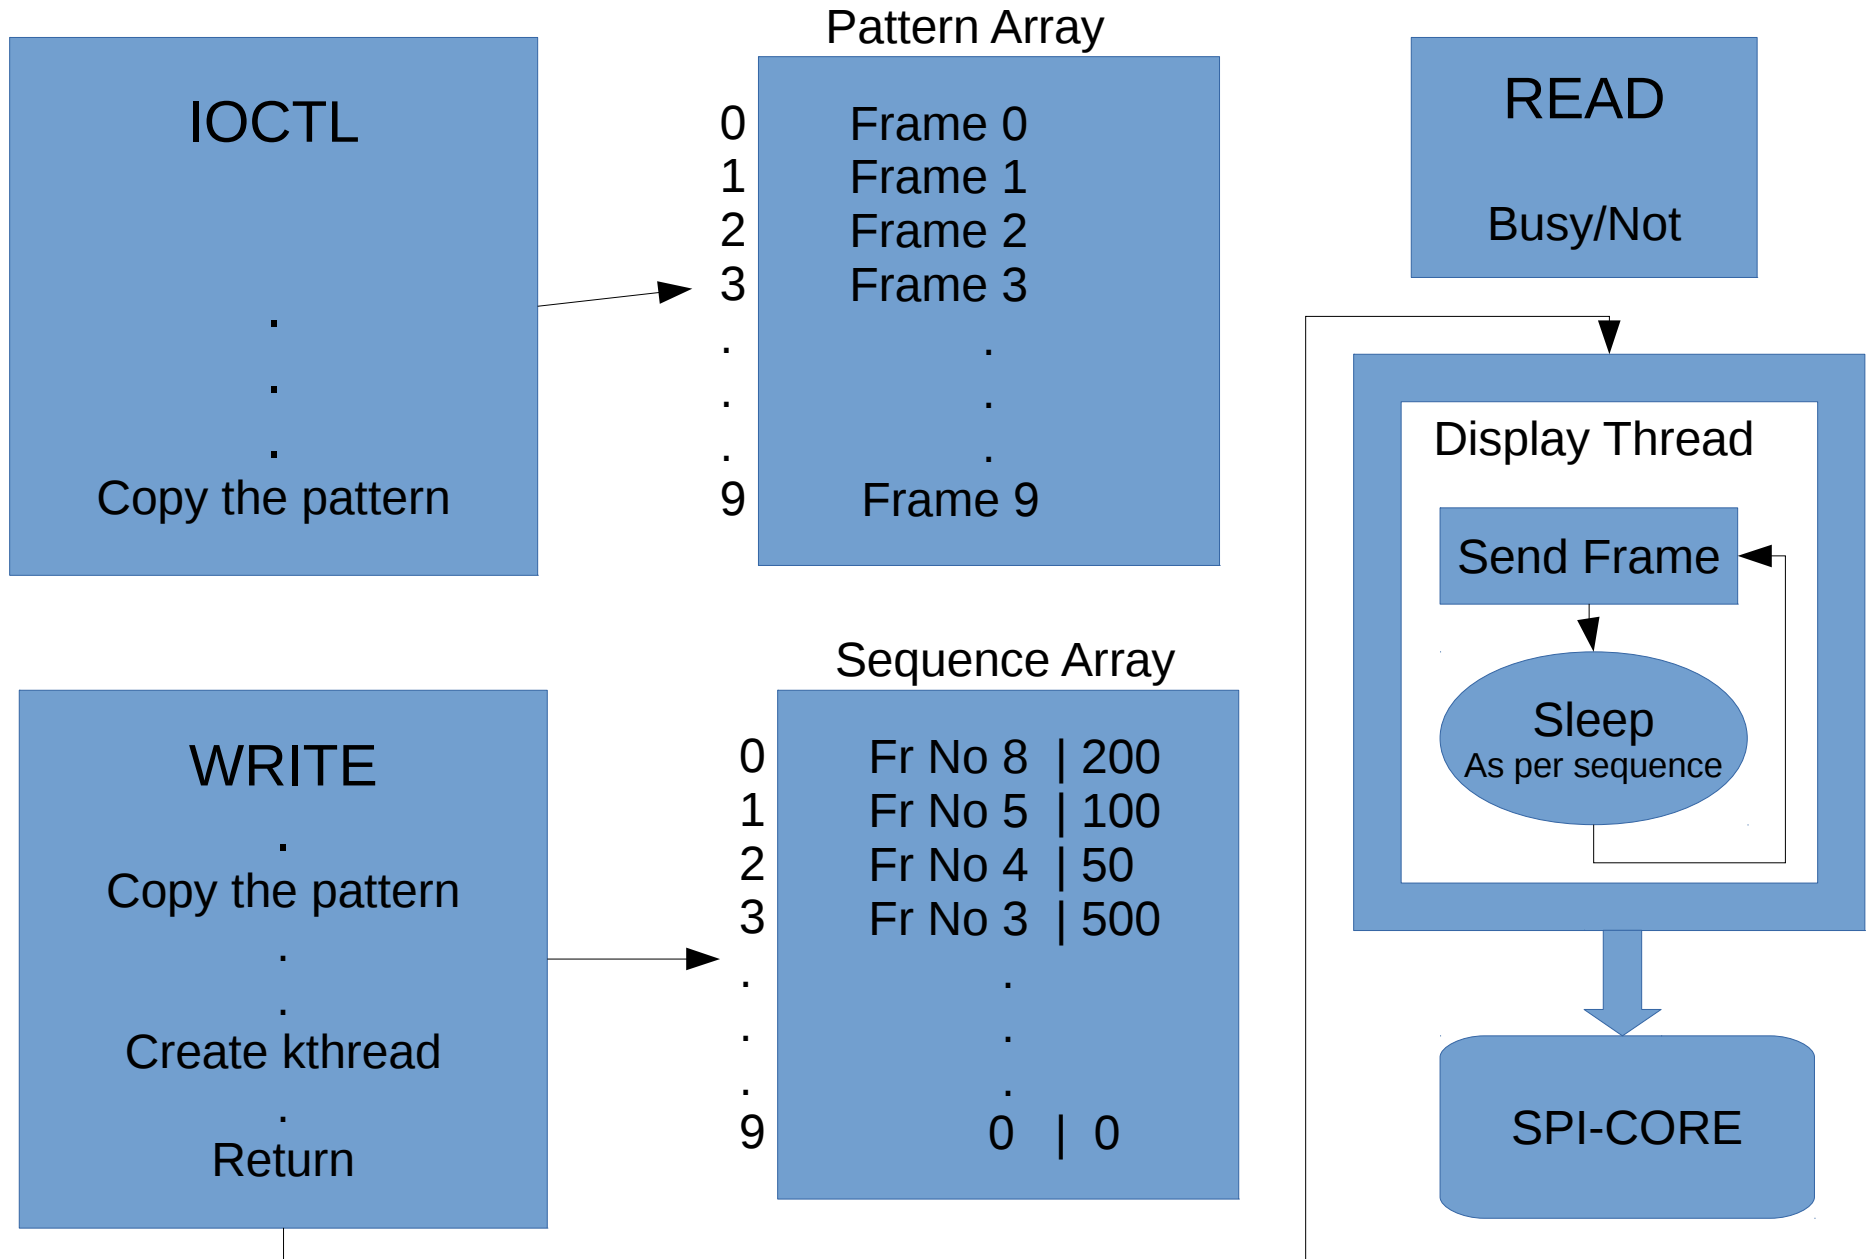 IOCTL
.
.
.
Copy the pattern
Pattern Array
0 Frame 0
1 Frame 1
2 Frame 2
3 Frame 3
. .
. .
. .
9 Frame 9
READ
Busy/Not
WRITE
.
Copy the pattern
.
.
Create kthread
.
Return
Sequence Array
0 Fr No 8 | 200
1 Fr No 5 | 100
2 Fr No 4 | 50
3 Fr No 3 | 500
. .
. .
. .
9 0 | 0
Display Thread
Send Frame
Sleep
As per sequence
SPI-CORE